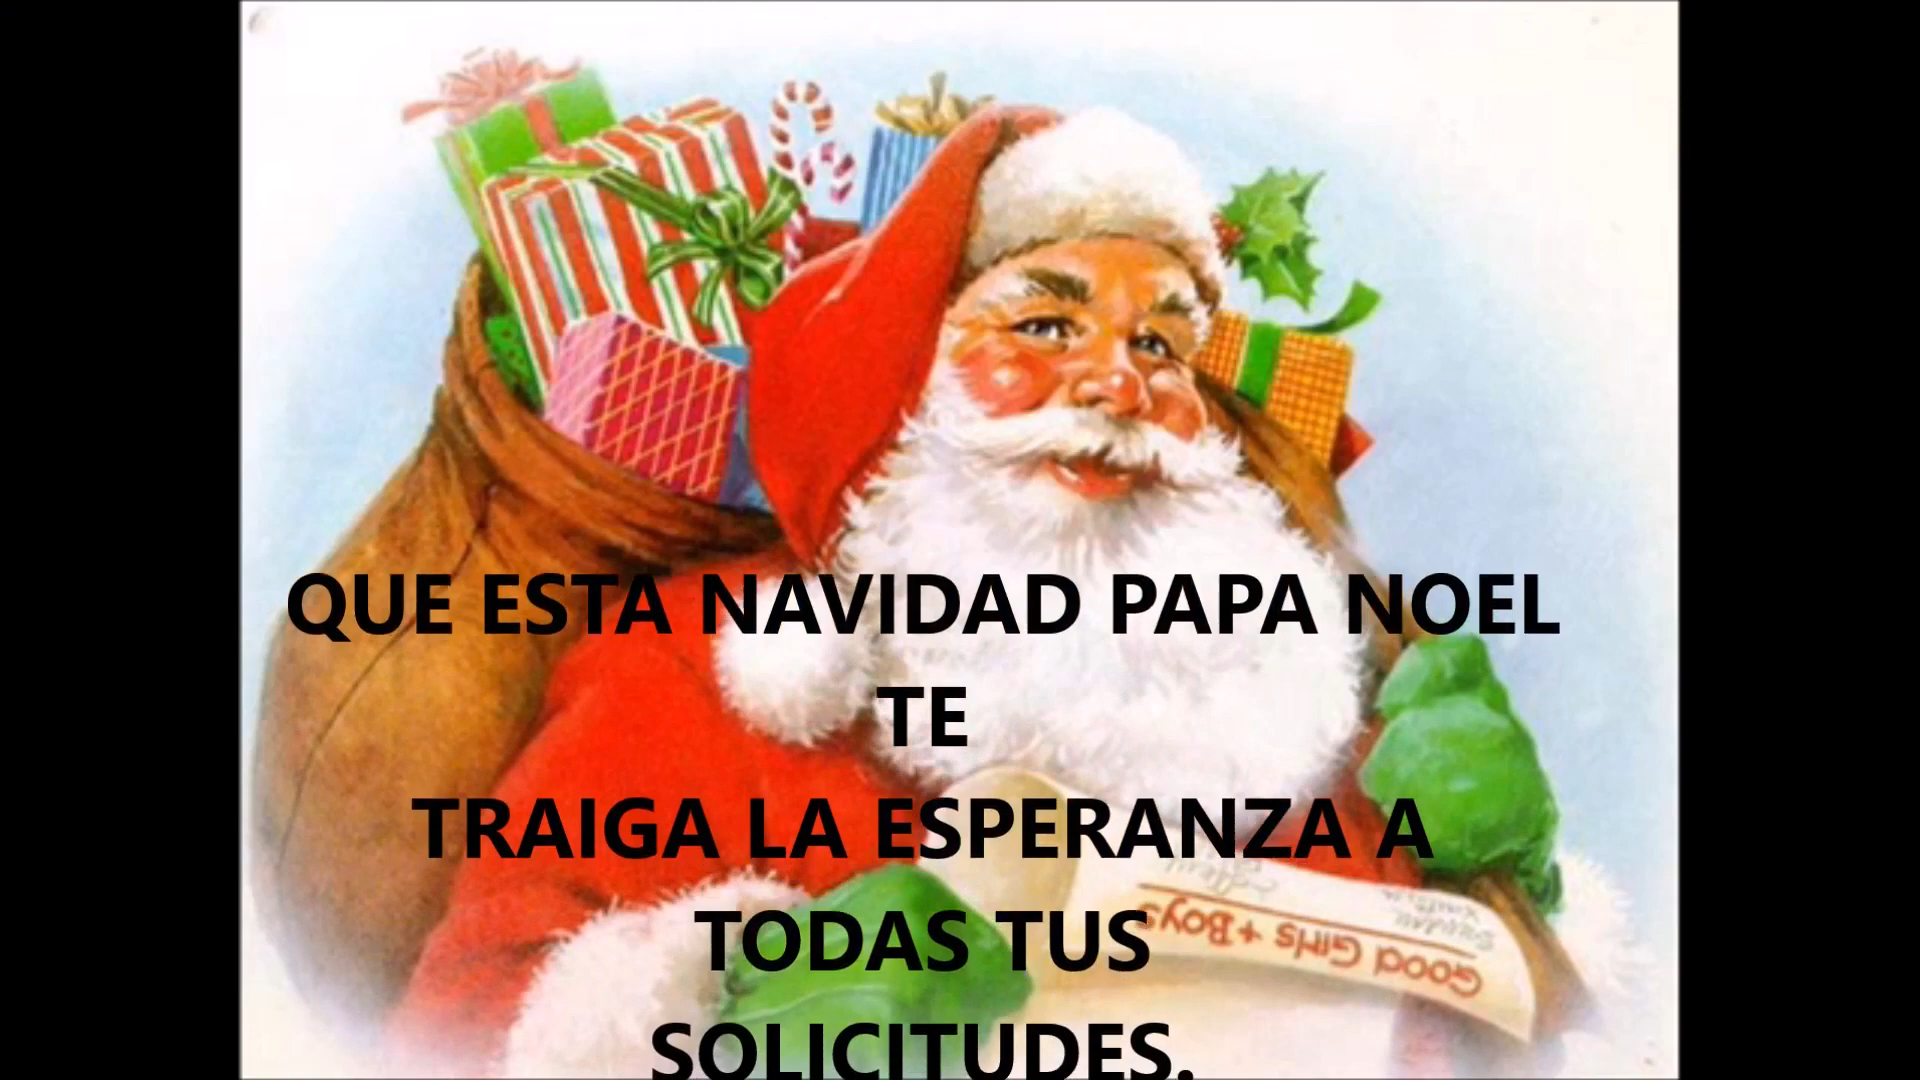 QUE ESTA NAVIDAD PAPA NOEL
TE
TRAIGA LA ESPERANZA A
TODAS TUS
SOLICITUDES.
Good Girls + Boys